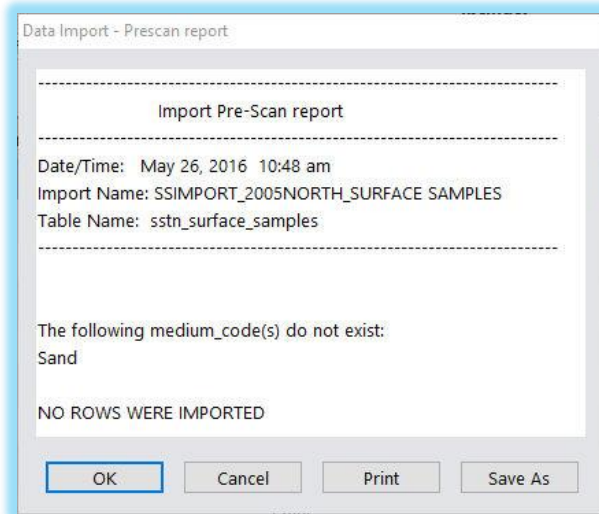 Data Import - Prescan report
--------------------------------------------------------------------------------
Import Pre-Scan report
--------------------------------------------------------------------------------
Date/Time: May 26, 2016 10:48 am
Import Name: SSIMPORT_2005NORTH_SURFACE SAMPLES
Table Name: sstn_surface_samples
--------------------------------------------------------------------------------
The following medium_code(s) do not exist:
Sand
NO ROWS WERE IMPORTED
OK Cancel Print Save As